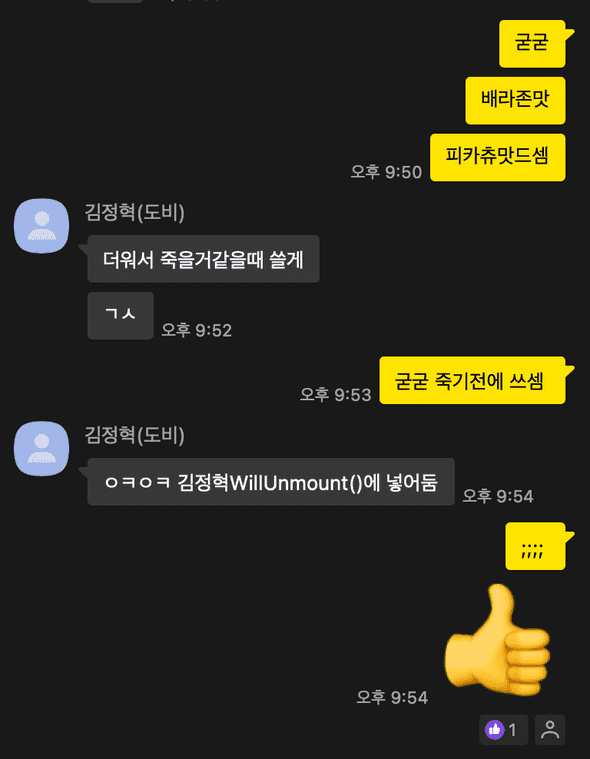 굳굳
배라존맛
피카츄맛드셈
오후 9:50
김정혁(도비)
더워서 죽을거같을때 쓸게
ㄱㅅ
오후 9:52
굳굳 죽기전에 쓰셈
오후 9:53
김정혁(도비)
ㅇㅋㅇㅋ 김정혁WillUnmount()에 넣어둠
오후 9:54
;;;;
오후 9:54
1